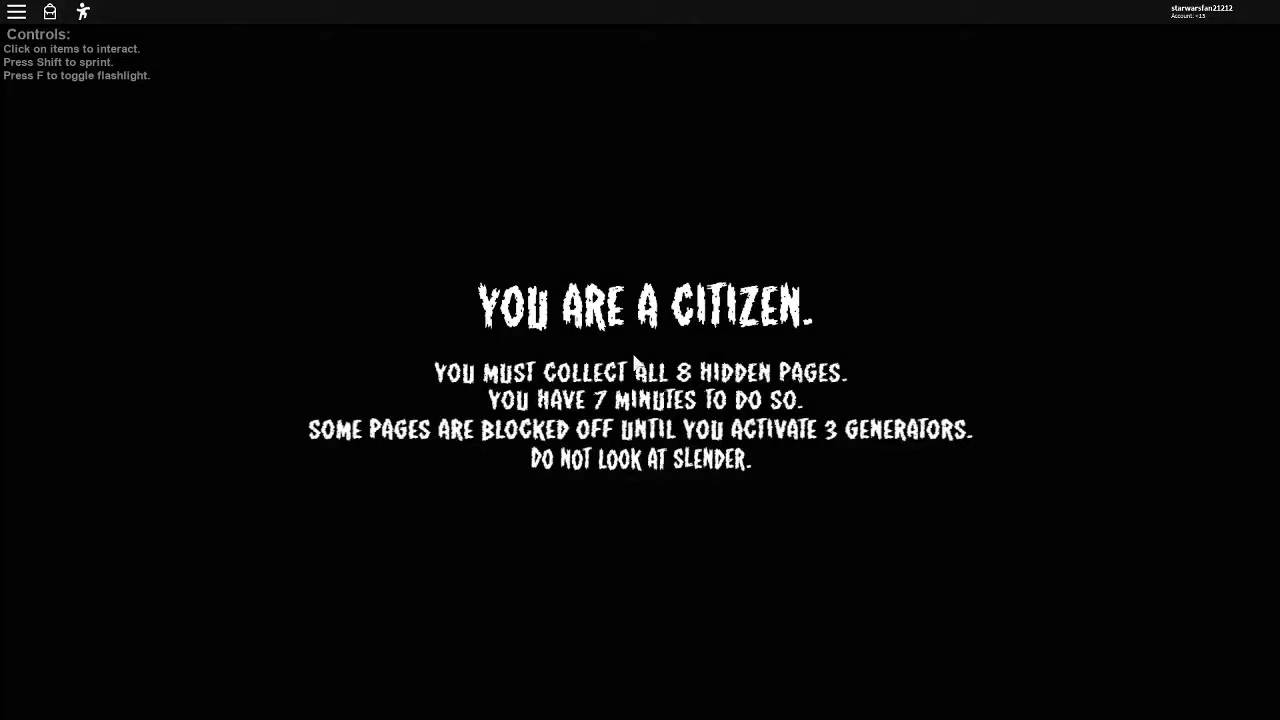 starwarsfan21212
Account: <13
Controls:
Click on items to interact.
Press Shift to sprint.
Press F to toggle flashlight.
YOU ARE A CITIZEN.
YOU MUST COLLECT ALL 8 HIDDEN PAGES.
YOU HAVE 7 MINUTES TO DO SO.
SOME PAGES ARE BLOCKED OFF UNTIL YOU ACTIVATE 3 GENERATORS.
DO NOT LOOK AT SLENDER.